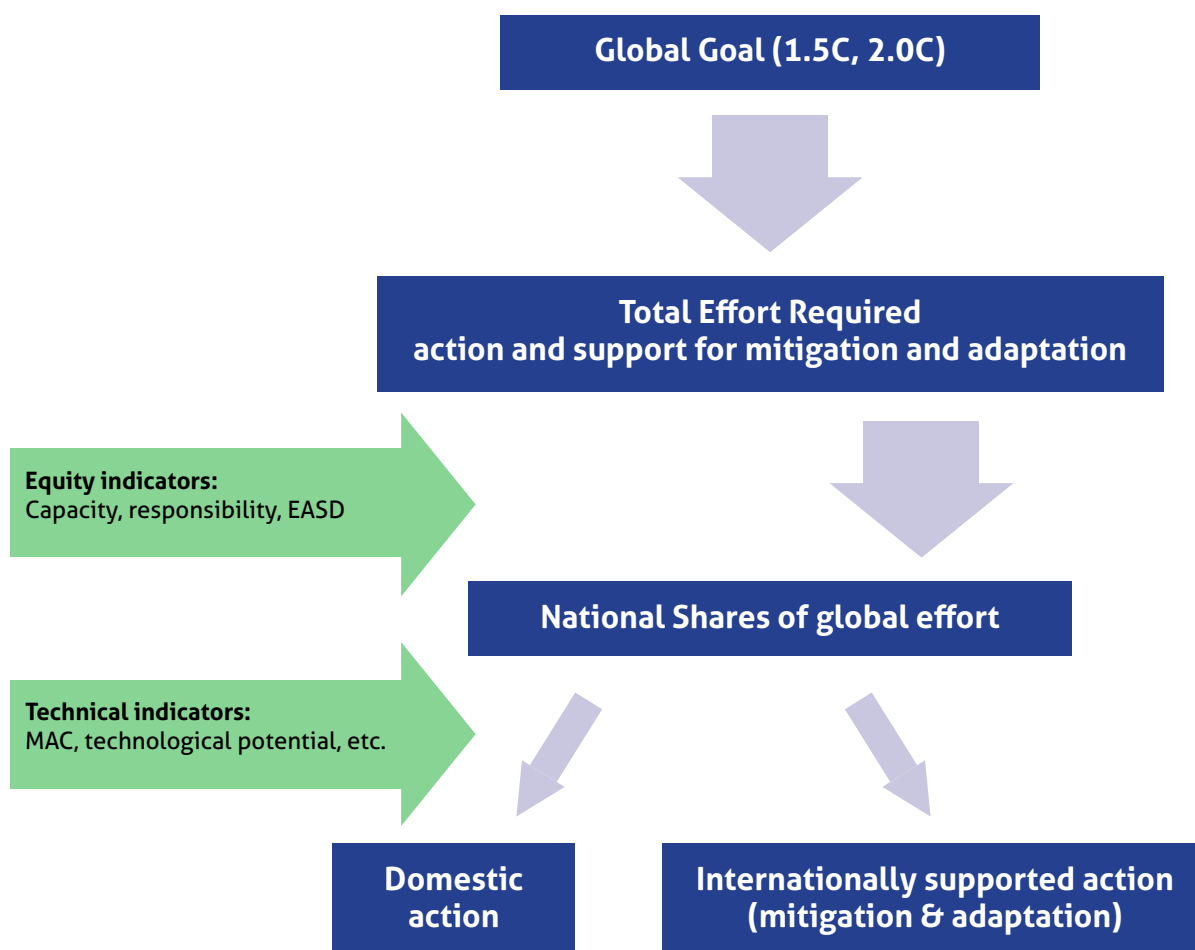 Global Goal (1.5C, 2.0C)
Total Effort Required
action and support for mitigation and adaptation
Equity indicators:
Capacity, responsibility, EASD
National Shares of global effort
Technical indicators:
MAC, technological potential, etc.
Domestic
action
Internationally supported action
(mitigation & adaptation)